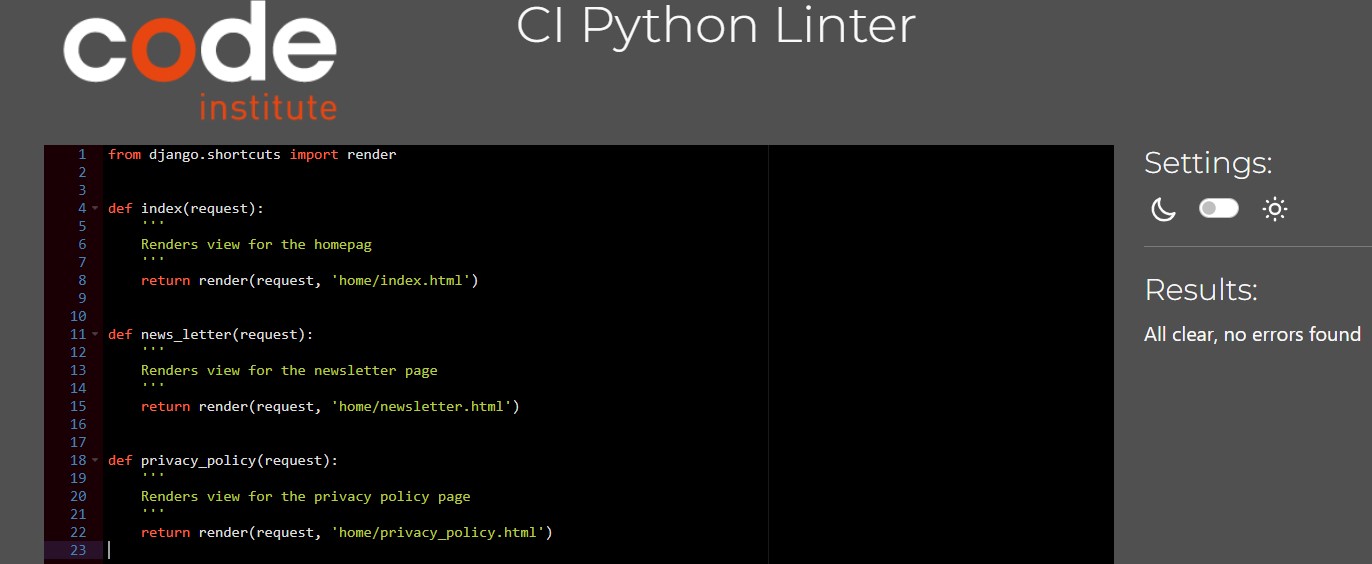 code
institute
CI Python Linter
1 from django.shortcuts import render
2
3
4 def index(request):
5     '''
6     Renders view for the homepag
7     '''
8     return render(request, 'home/index.html')
9
10
11 def news_letter(request):
12     '''
13     Renders view for the newsletter page
14     '''
15     return render(request, 'home/newsletter.html')
16
17
18 def privacy_policy(request):
19     '''
20     Renders view for the privacy policy page
21     '''
22     return render(request, 'home/privacy_policy.html')
23
Settings:
Results:
All clear, no errors found